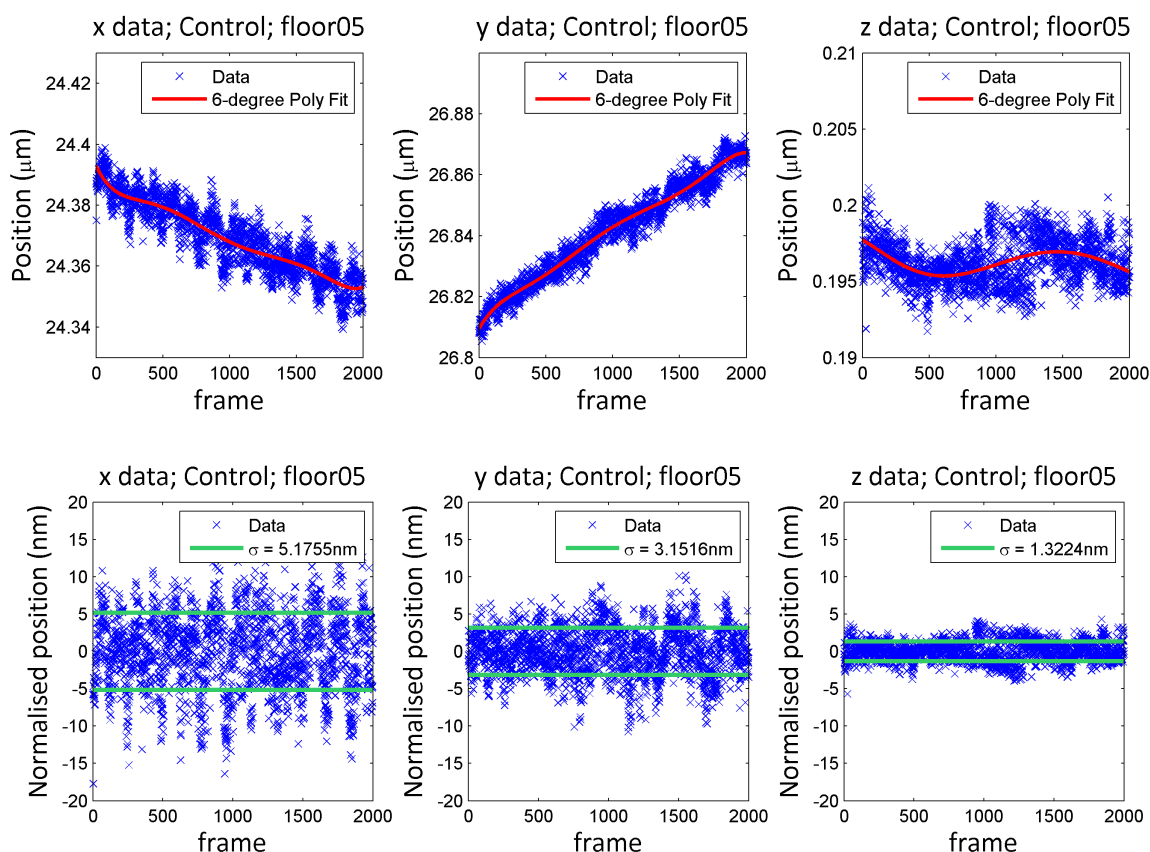 x data; Control; floor05
Data
6-degree Poly Fit
Position (μm)
24.42
24.4
24.38
24.36
24.34
0
500
1000
1500
2000
frame
y data; Control; floor05
Data
6-degree Poly Fit
Position (μm)
26.88
26.86
26.84
26.82
26.8
0
500
1000
1500
2000
frame
z data; Control; floor05
Data
6-degree Poly Fit
Position (μm)
0.21
0.205
0.2
0.195
0.19
0
500
1000
1500
2000
frame
x data; Control; floor05
Data
σ = 5.1755nm
Normalised position (nm)
20
15
10
5
0
-5
-10
-15
-20
0
500
1000
1500
2000
frame
y data; Control; floor05
Data
σ = 3.1516nm
Normalised position (nm)
20
15
10
5
0
-5
-10
-15
-20
0
500
1000
1500
2000
frame
z data; Control; floor05
Data
σ = 1.3224nm
Normalised position (nm)
20
15
10
5
0
-5
-10
-15
-20
0
500
1000
1500
2000
frame